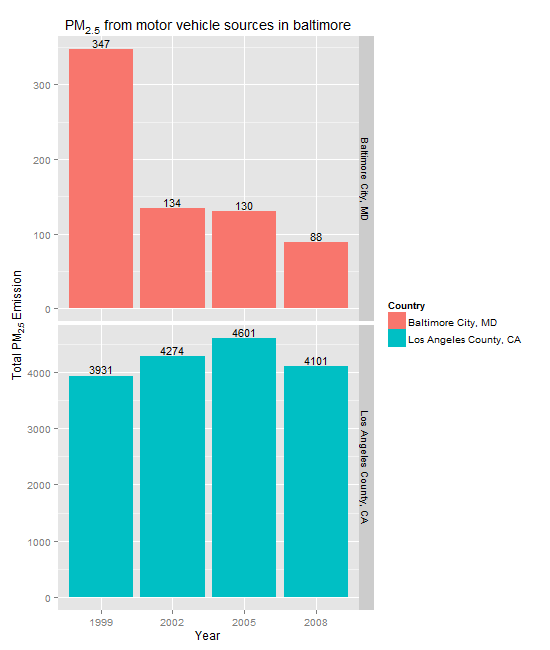 PM2.5 from motor vehicle sources in baltimore
347
300
200
134
130
100
88
0
Baltimore City, MD
Total PM2.5 Emission
4601
4274
4101
3931
4000
3000
2000
1000
0
Los Angeles County, CA
1999 2002 2005 2008
Year
Country
Baltimore City, MD
Los Angeles County, CA